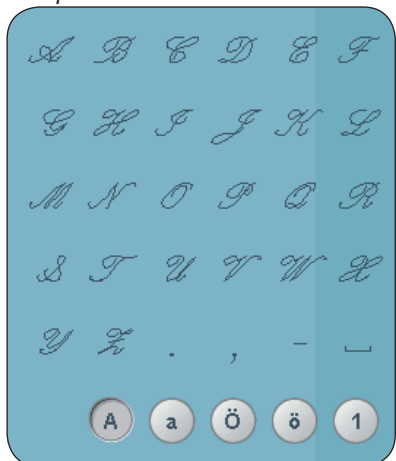 A B C D E F
G H I J K L
M N O P Q R
S T U V W X
Y Z . , - ⎵
A a Ö ö 1